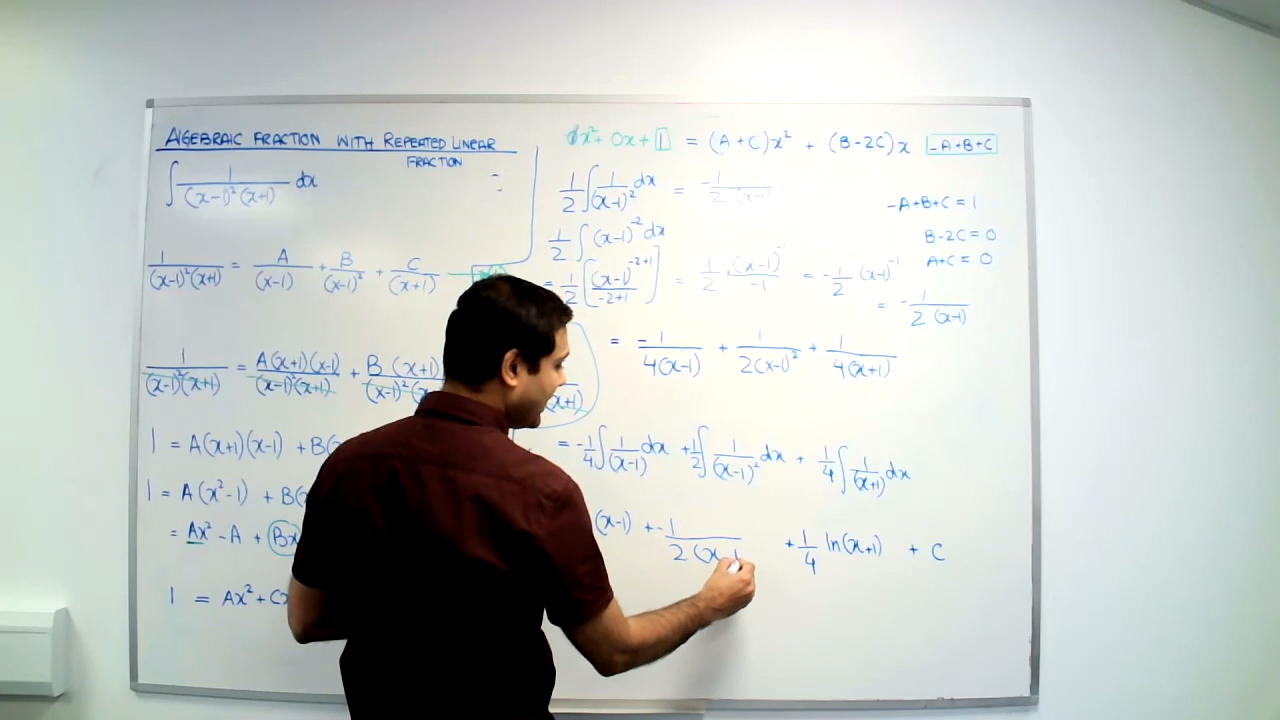 ALGEBRAIC FRACTION WITH REPEATED LINEAR
FRACTION
∫ 1/((x-1)²(x+1)) dx
1/((x-1)²(x+1)) = A/(x-1) + B/(x-1)² + C/(x+1)
1/((x-1)²(x+1)) = A(x+1)(x-1)/((x-1)²(x+1)) + B(x+1)
(x+1)
1 = A(x+1)(x-1) + B(
1 = A(x²-1) + B(
= Ax² - A + Bx
1 = Ax² + Cx
x² + 0x + 1 = (A+C)x² + (B-2C)x -A+B+C
1/2 ∫ 1/(x-1)² dx = -1/(2(x-1))
-A+B+C = 1
B-2C = 0
A+C = 0
1/2 ∫ (x-1)⁻² dx
= 1/2 [(x-1)⁻²⁺¹/(-2+1)] = 1/2 × (x-1)⁻¹/-1 = -1/2 (x-1)⁻¹
= -1/(2(x-1))
= -1/(4(x-1)) + 1/(2(x-1)²) + 1/(4(x+1))
= -1/4 ∫ 1/(x-1) dx + 1/2 ∫ 1/(x-1)² dx + 1/4 ∫ 1/(x+1) dx
(x-1) + -1/(2(x-1 + 1/4 ln(x+1) + C